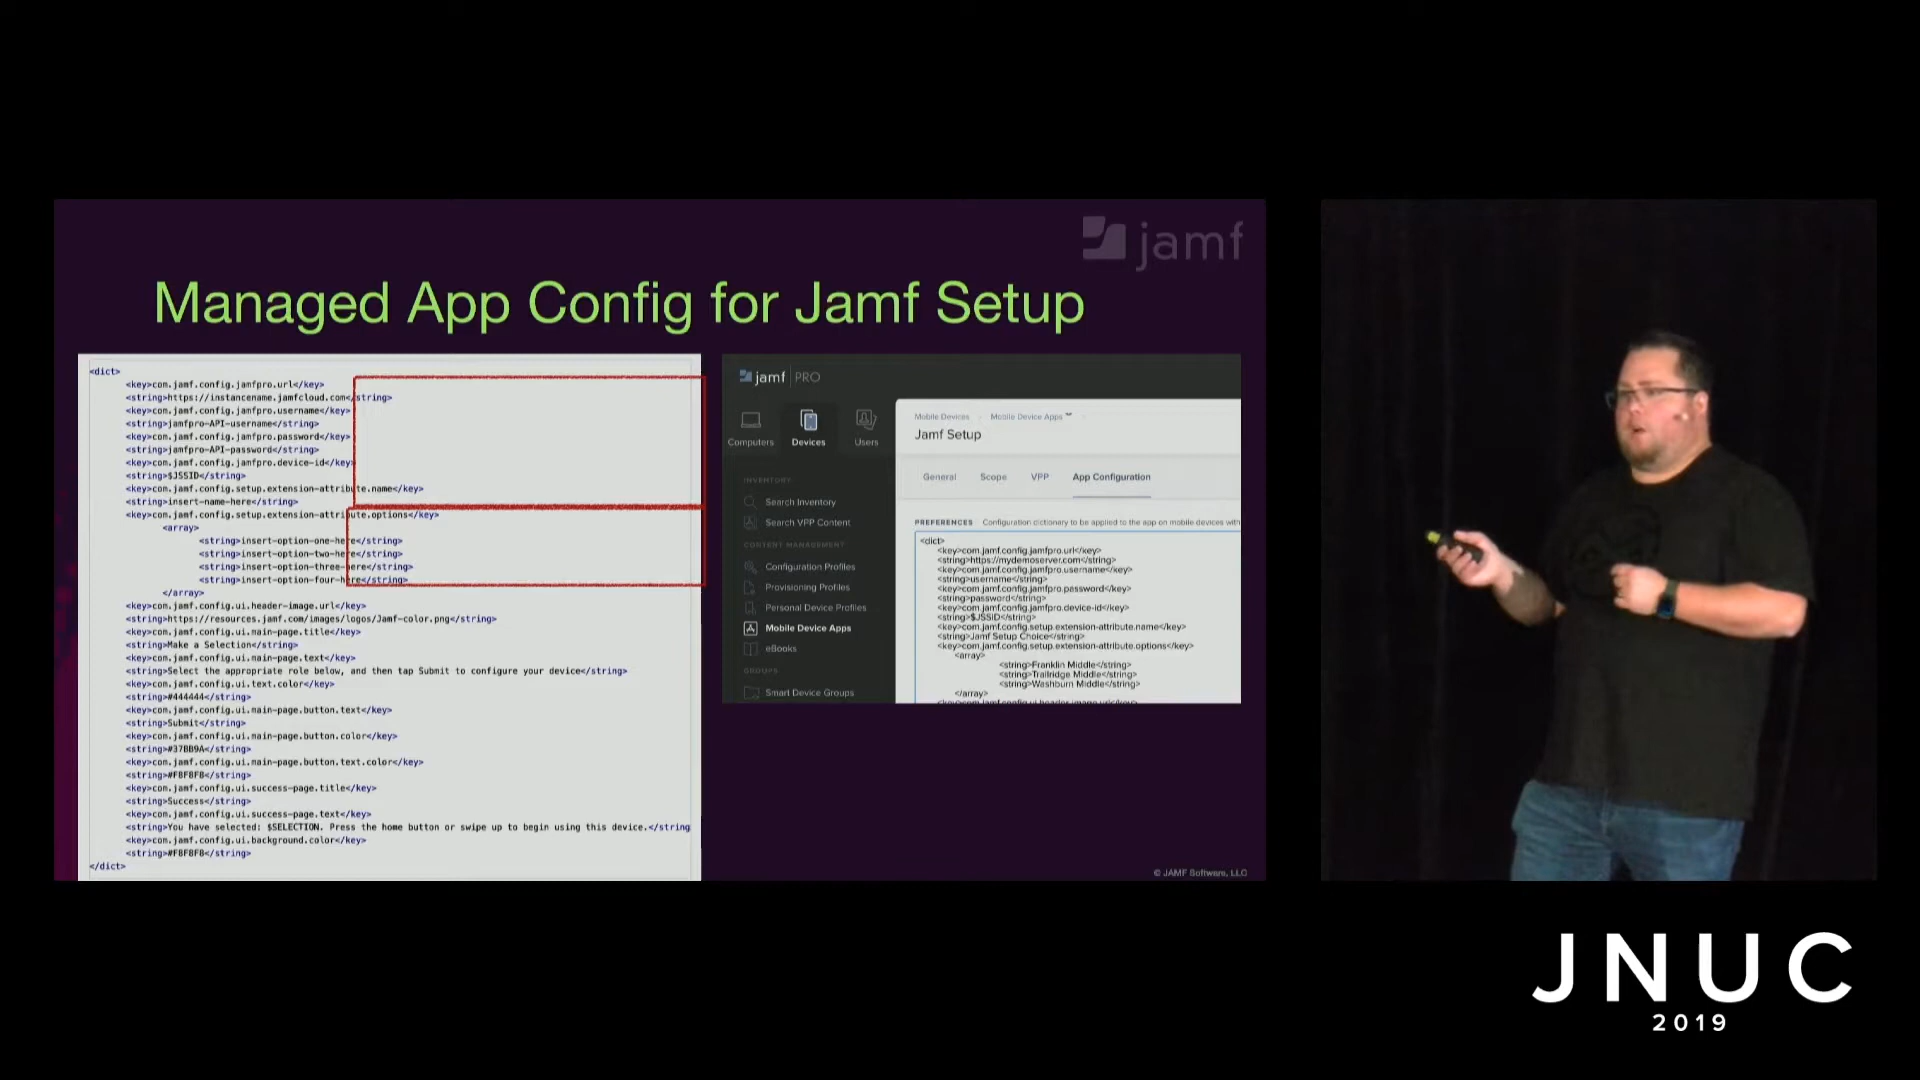 jamf
Managed App Config for Jamf Setup
<dict>
<key>com.jamf.config.jamfpro.url</key>
<string>https://instancename.jamfcloud.com</string>
<key>com.jamf.config.jamfpro.username</key>
<string>jamfpro-API-username</string>
<key>com.jamf.config.jamfpro.password</key>
<string>jamfpro-API-password</string>
<key>com.jamf.config.jamfpro.device-id</key>
<string>$JSSID</string>
<key>com.jamf.config.setup.extension-attribute.name</key>
<string>insert-name-here</string>
<key>com.jamf.config.setup.extension-attribute.options</key>
<array>
<string>insert-option-one-here</string>
<string>insert-option-two-here</string>
<string>insert-option-three-here</string>
<string>insert-option-four-here</string>
</array>
<key>com.jamf.config.ui.header-image.url</key>
<string>https://resources.jamf.com/images/logos/Jamf-color.png</string>
<key>com.jamf.config.ui.main-page.title</key>
<string>Make a Selection</string>
<key>com.jamf.config.ui.main-page.text</key>
<string>Select the appropriate role below, and then tap Submit to configure your device</string>
<key>com.jamf.config.ui.text.color</key>
<string>#444444</string>
<key>com.jamf.config.ui.main-page.button.text</key>
<string>Submit</string>
<key>com.jamf.config.ui.main-page.button.color</key>
<string>#37BB9A</string>
<key>com.jamf.config.ui.main-page.button.text.color</key>
<string>#F8F8F8</string>
<key>com.jamf.config.ui.success-page.title</key>
<string>Success</string>
<key>com.jamf.config.ui.success-page.text</key>
<string>You have selected: $SELECTION. Press the home button or swipe up to begin using this device.</string
<key>com.jamf.config.ui.background.color</key>
<string>#F8F8F8</string>
</dict>
jamf PRO
Computers Devices Users
INVENTORY
Search Inventory
Search VPP Content
CONTENT MANAGEMENT
Configuration Profiles
Provisioning Profiles
Personal Device Profiles
Mobile Device Apps
eBooks
GROUPS
Smart Device Groups
Mobile Devices Mobile Device Apps
Jamf Setup
General Scope VPP App Configuration
PREFERENCES Configuration dictionary to be applied to the app on mobile devices with
<dict>
<key>com.jamf.config.jamfpro.url</key>
<string>https://mydemoserver.com</string>
<key>com.jamf.config.jamfpro.username</key>
<string>username</string>
<key>com.jamf.config.jamfpro.password</key>
<string>password</string>
<key>com.jamf.config.jamfpro.device-id</key>
<string>$JSSID</string>
<key>com.jamf.config.setup.extension-attribute.name</key>
<string>Jamf Setup Choice</string>
<key>com.jamf.config.setup.extension-attribute.options</key>
<array>
<string>Franklin Middle</string>
<string>Trailridge Middle</string>
<string>Washburn Middle</string>
</array>
<key>com.jamf.config.ui.header-image.url</key>
© JAMF Software, LLC
JNUC
2019